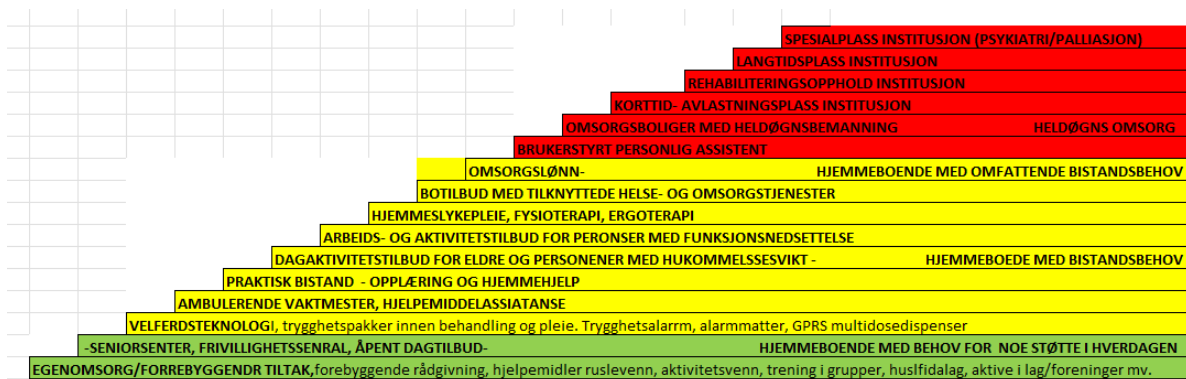 SPESIALPLASS INSTITUSJON (PSYKIATRI/PALLIASJON)
LANGTIDSPLASS INSTITUSJON
REHABILITERINGSOPPHOLD INSTITUSJON
KORTTID- AVLASTNINGSPLASS INSTITUSJON
OMSORGSBOLIGER MED HELDØGNSBEMANNING HELDØGNS OMSORG
BRUKERSTYRT PERSONLIG ASSISTENT
OMSORGSLØNN- HJEMMEBOENDE MED OMFATTENDE BISTANDSBEHOV
BOTILBUD MED TILKNYTTEDE HELSE- OG OMSORGSTJENESTER
HJEMMESLYKEPLEIE, FYSIOTERAPI, ERGOTERAPI
ARBEIDS- OG AKTIVITETSTILBUD FOR PERONSER MED FUNKSJONSNEDSETTELSE
DAGAKTIVITETSTILBUD FOR ELDRE OG PERSONENER MED HUKOMMELSSESVIKT - HJEMMEBOEDE MED BISTANDSBEHOV
PRAKTISK BISTAND - OPPLÆRING OG HJEMMEHJELP
AMBULERENDE VAKTMESTER, HJELPEMIDDELASSIATANSE
VELFERDSTEKNOLOGI, trygghetspakker innen behandling og pleie. Trygghetsalarrm, alarmmatter, GPRS multidosedispenser
-SENIORSENTER, FRIVILLIGHETSSENRAL, ÅPENT DAGTILBUD- HJEMMEBOENDE MED BEHOV FOR NOE STØTTE I HVERDAGEN
EGENOMSORG/FORREBYGGENDR TILTAK,forebyggende rådgivning, hjelpemidler ruslevenn, aktivitetsvenn, trening i grupper, huslfidalag, aktive i lag/foreninger mv.